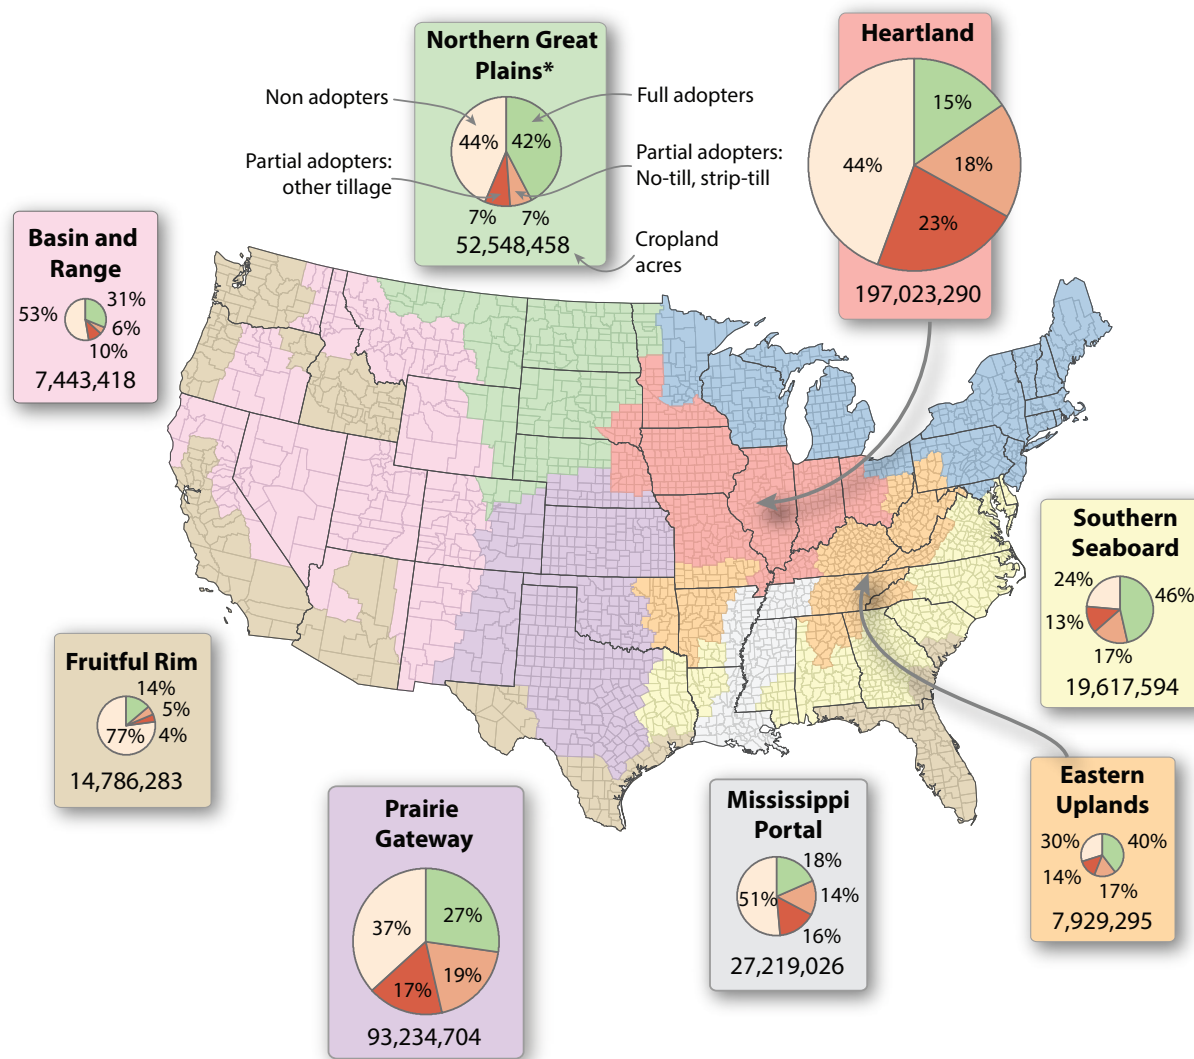 Northern Great
Plains*
Non adopters
Full adopters
44%
42%
Partial adopters:
other tillage
Partial adopters:
No-till, strip-till
7%
7%
52,548,458
Cropland
acres
Heartland
15%
18%
44%
23%
197,023,290
Basin and
Range
31%
53%
6%
10%
7,443,418
Southern
Seaboard
24%
46%
13%
17%
19,617,594
Fruitful Rim
14%
5%
77%
4%
14,786,283
Prairie
Gateway
37%
27%
19%
17%
93,234,704
Mississippi
Portal
18%
51%
14%
16%
27,219,026
Eastern
Uplands
30%
40%
14%
17%
7,929,295